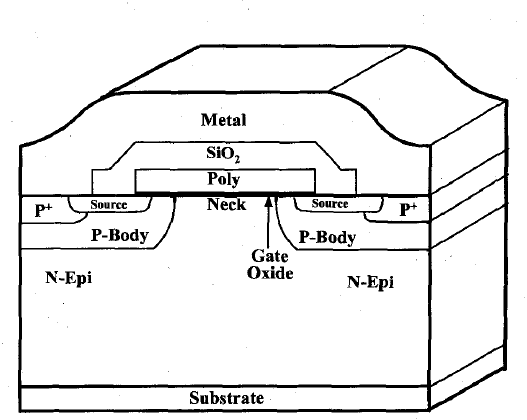 Metal
SiO2
Poly
P+ Source Neck Source P+
P-Body P-Body
Gate
Oxide
N-Epi N-Epi
Substrate